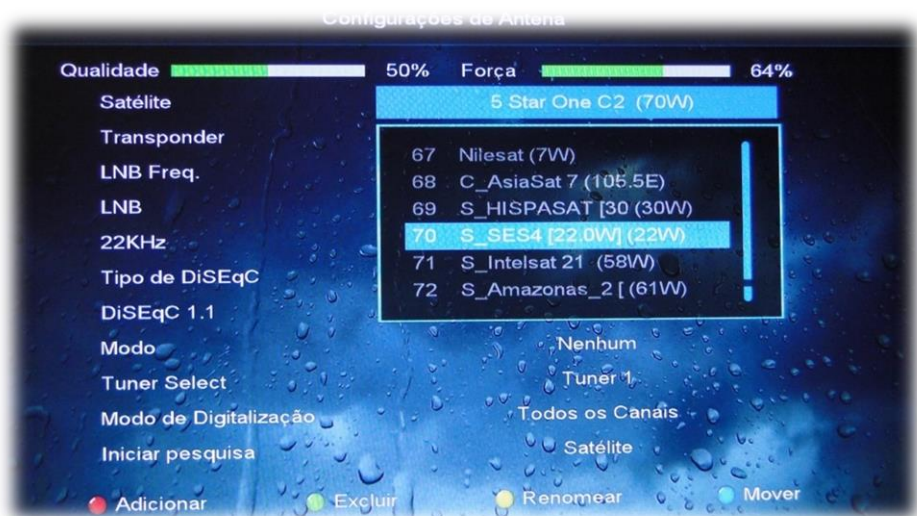 Configurações de Antena
Qualidade 50% Força 64%
Satélite 5 Star One C2 (70W)
Transponder
67 Nilesat (7W)
LNB Freq.
68 C_AsiaSat 7 (105.5E)
LNB
69 S_HISPASAT [30 (30W)
22KHz
70 S_SES4 [22.0W] (22W)
Tipo de DiSEqC
71 S_Intelsat 21 (58W)
DiSEqC 1.1
72 S_Amazonas_2 [ (61W)
Modo Nenhum
Tuner Select Tuner 1
Modo de Digitalização Todos os Canais
Iniciar pesquisa Satélite
Adicionar Excluir Renomear Mover